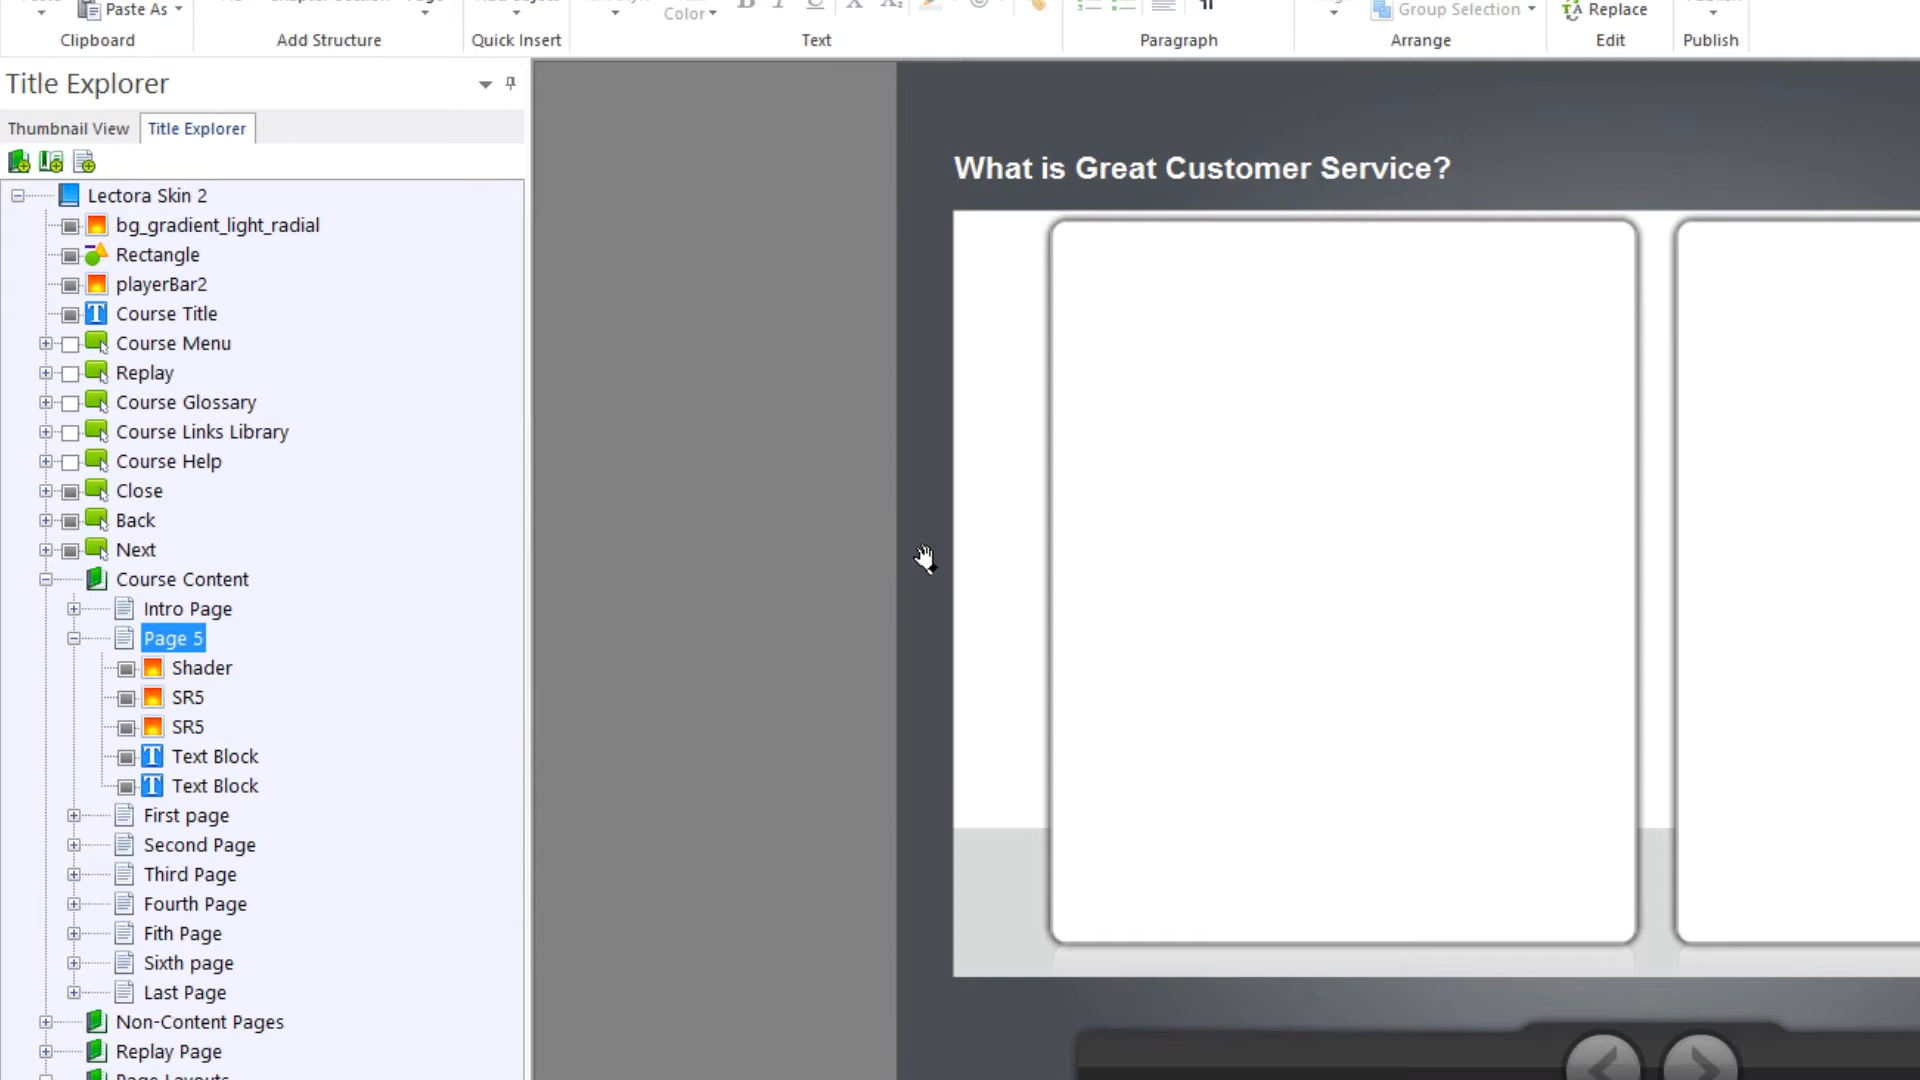 Paste As
Color
Group Selection
Replace
Clipboard
Add Structure
Quick Insert
Text
Paragraph
Arrange
Edit
Publish
Title Explorer
Thumbnail View
Title Explorer
Lectora Skin 2
bg_gradient_light_radial
Rectangle
playerBar2
Course Title
Course Menu
Replay
Course Glossary
Course Links Library
Course Help
Close
Back
Next
Course Content
Intro Page
Page 5
Shader
SR5
SR5
Text Block
Text Block
First page
Second Page
Third Page
Fourth Page
Fith Page
Sixth page
Last Page
Non-Content Pages
Replay Page
Page Layouts
What is Great Customer Service?